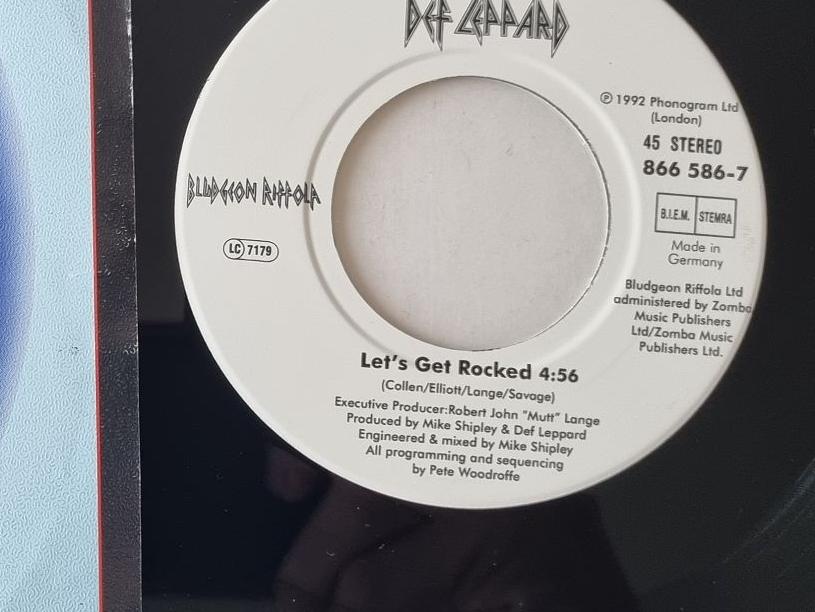 DEF LEPPARD
℗ 1992 Phonogram Ltd
(London)
45 STEREO
866 586-7
BLUDGEON RIFFOLA
LC 7179
B.I.E.M. STEMRA
Made in
Germany
Bludgeon Riffola Ltd
administered by Zomba
Music Publishers
Ltd/Zomba Music
Publishers Ltd.
Let's Get Rocked 4:56
(Collen/Elliott/Lange/Savage)
Executive Producer:Robert John "Mutt" Lange
Produced by Mike Shipley & Def Leppard
Engineered & mixed by Mike Shipley
All programming and sequencing
by Pete Woodroffe